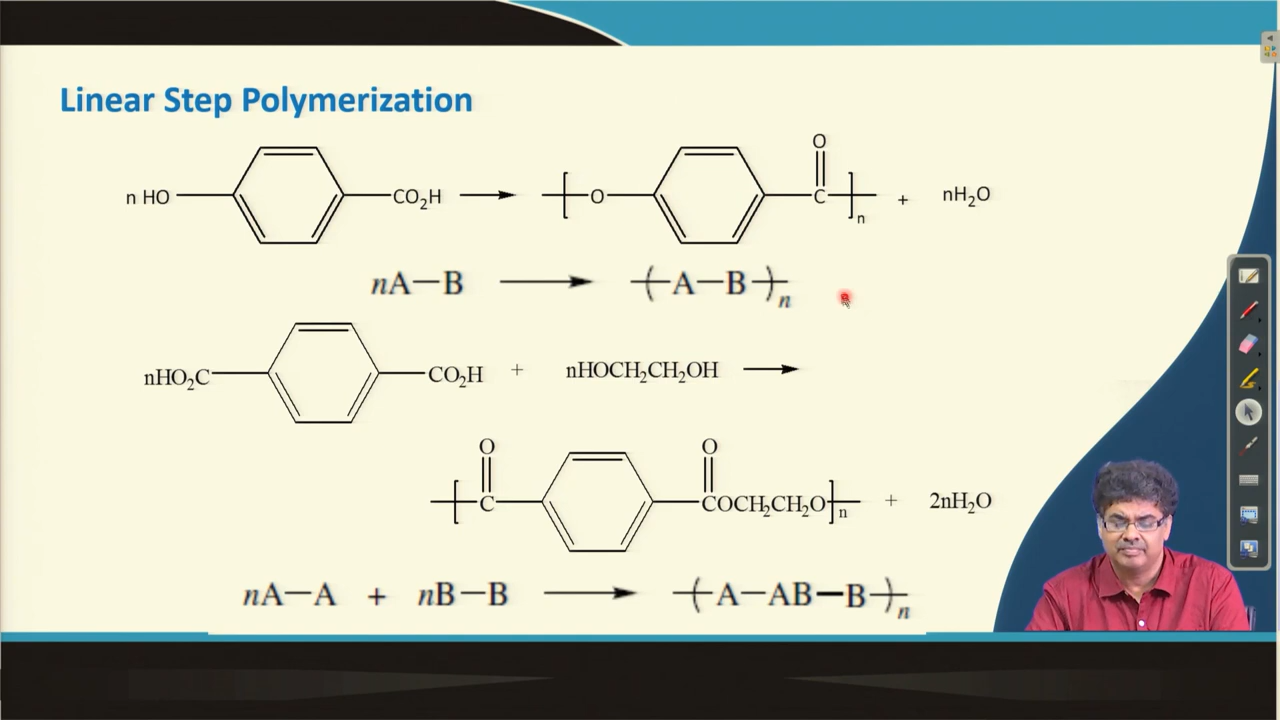 Linear Step Polymerization
n HO CO₂H O O C n + nH₂O
nA—B (A—B)n
nHO₂C CO₂H + nHOCH₂CH₂OH
O C O COCH₂CH₂O n + 2nH₂O
nA—A + nB—B (A—AB—B)n